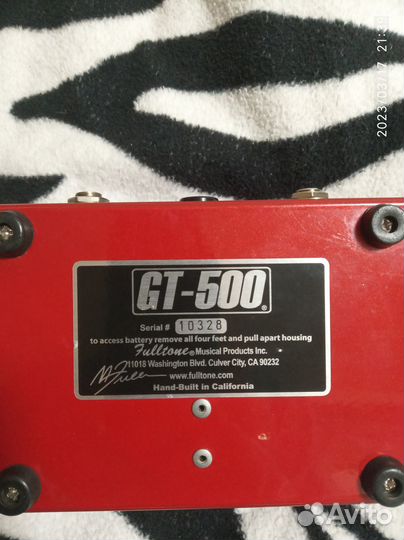 2023/03/17 21:29
GT-500®
Serial # 10328
to access battery remove all four feet and pull apart housing
Fulltone® Musical Products Inc.
11018 Washington Blvd. Culver City, CA 90232
M Fuller www.fulltone.com
Hand-Built in California
Avito